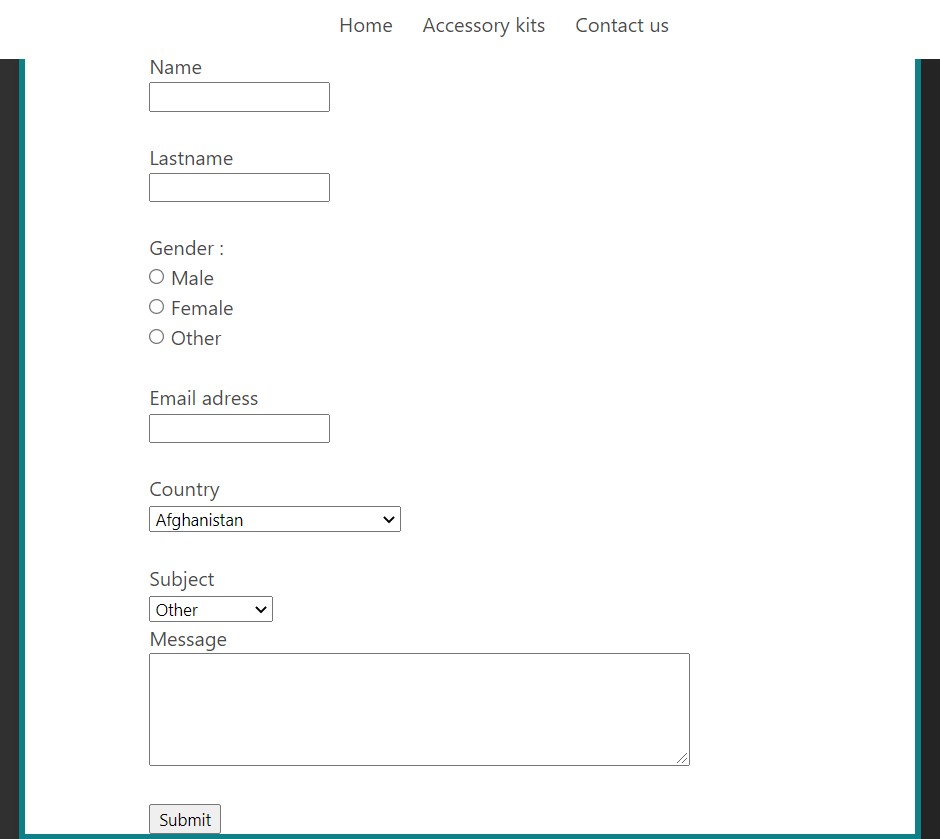 Home Accessory kits Contact us
Name
Lastname
Gender :
Male
Female
Other
Email adress
Country
Afghanistan
Subject
Other
Message
Submit